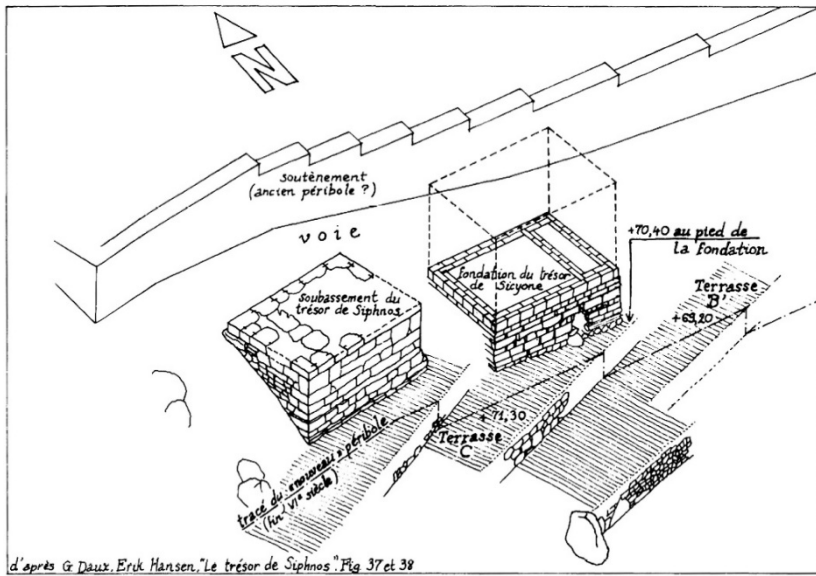 N
soutènement
(ancien péribole ?)
voie
+70,40 au pied de
la fondation
fondation du trésor
de Sicyone
Terrasse
B'
+69,20
soubassement du
trésor de Siphnos
+71,30
Terrasse
C
tracé du «nouveau» péribole
(fin VIe siècle)
d'après G. Daux, Erik Hansen, "Le trésor de Siphnos". Fig 37 et 38